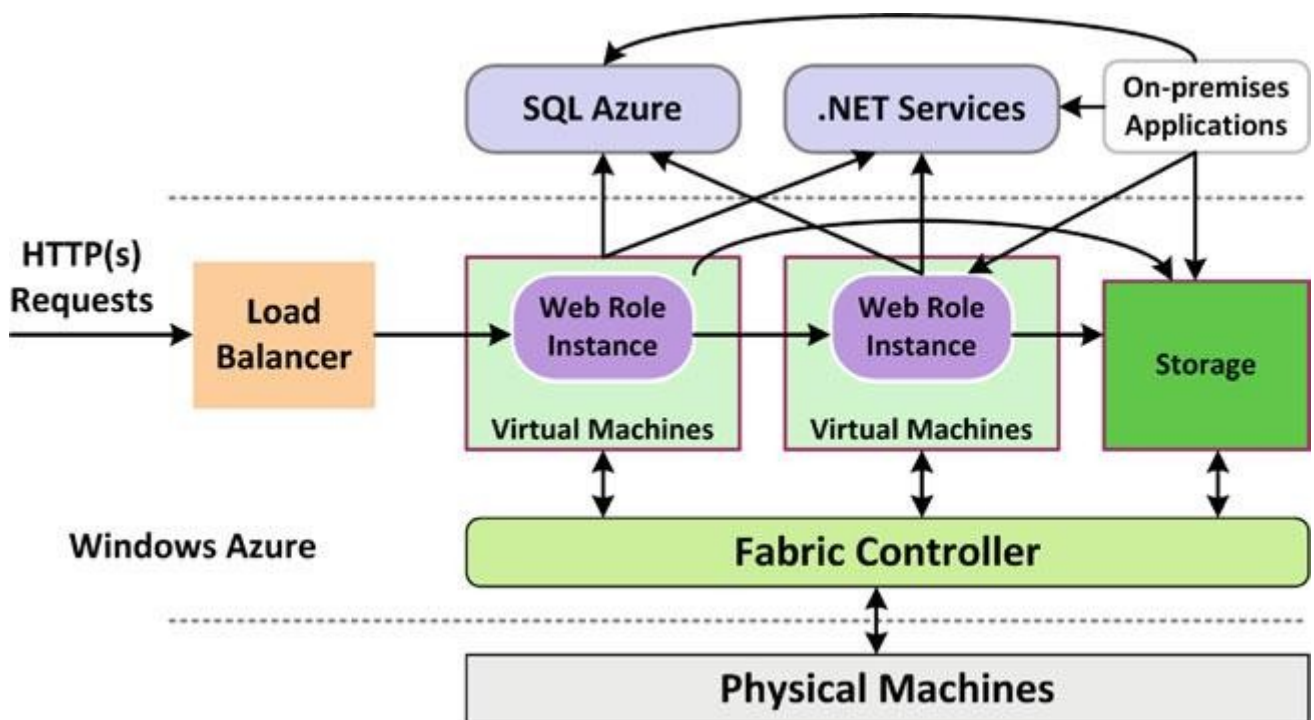 SQL Azure
.NET Services
On-premises
Applications
HTTP(s)
Requests
Load
Balancer
Web Role
Instance
Virtual Machines
Web Role
Instance
Virtual Machines
Storage
Windows Azure
Fabric Controller
Physical Machines